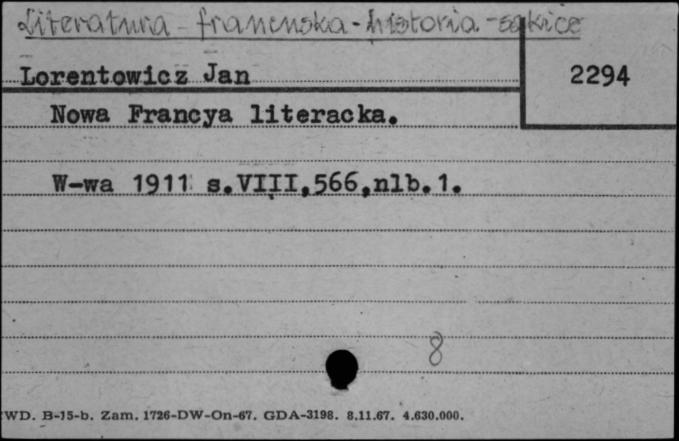 Literatura - francuska - historia - szkice
Lorentowicz Jan
2294
Nowa Francya literacka.
W-wa 1911 s.VIII,566,nlb.1.
8
WD. B-15-b. Zam. 1726-DW-On-67. GDA-3198. 8.11.67. 4.630.000.